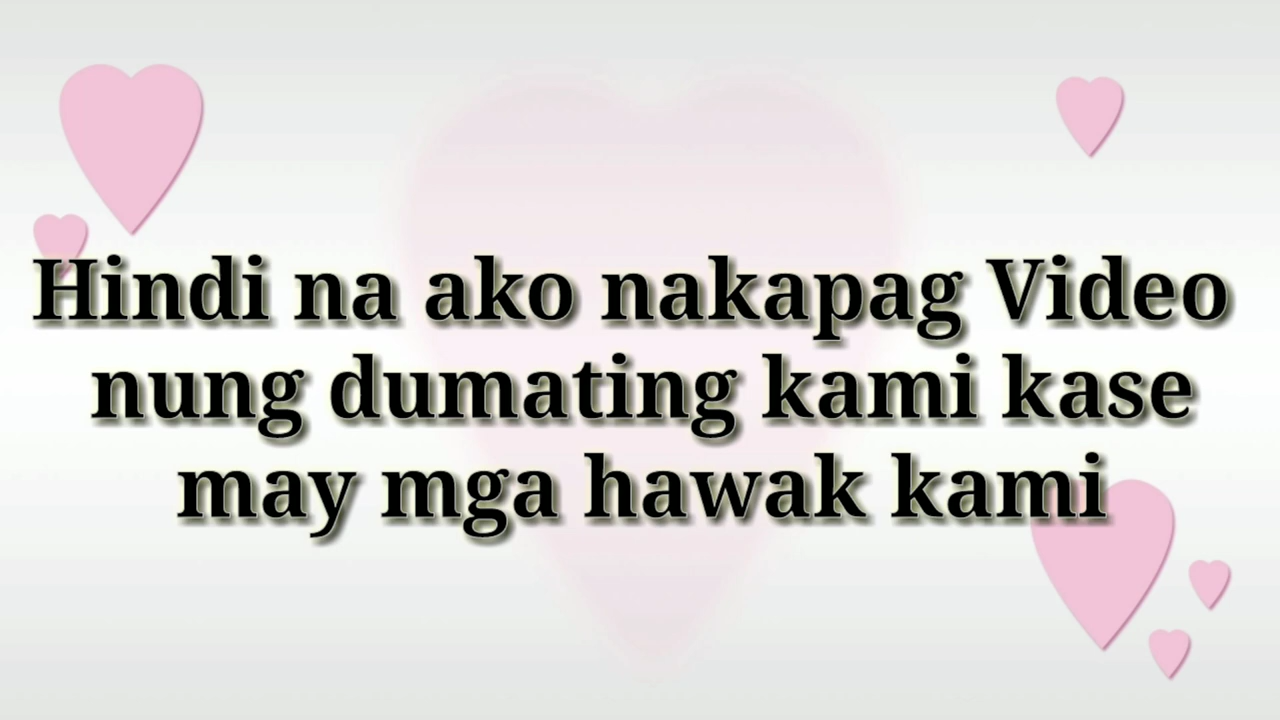 Hindi na ako nakapag Video
nung dumating kami kase
may mga hawak kami